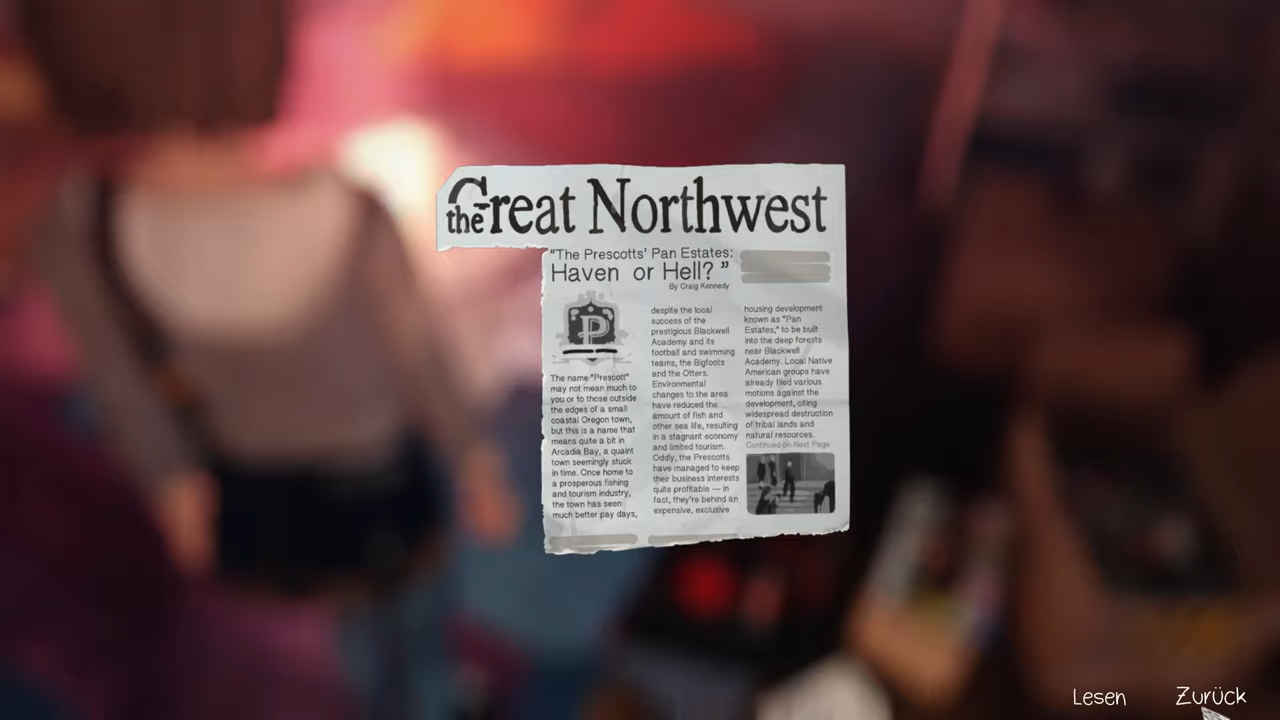 the Great Northwest
"The Prescotts' Pan Estates:
Haven or Hell? "
By Craig Kennedy
P
The name "Prescott"
may not mean much to
you or to those outside
the edges of a small
coastal Oregon town,
but this is a name that
means quite a bit in
Arcadia Bay, a quaint
town seemingly stuck
in time. Once home to
a prosperous fishing
and tourism industry,
the town has seen
much better pay days,
despite the local
success of the
prestigious Blackwell
Academy and its
football and swimming
teams, the Bigfoots
and the Otters.
Environmental
changes to the area
have reduced the
amount of fish and
other sea life, resulting
in a stagnant economy
and limited tourism.
Oddly, the Prescotts
have managed to keep
their business interests
quite profitable — in
fact, they're behind an
expensive, exclusive
housing development
known as "Pan
Estates," to be built
into the deep forests
near Blackwell
Academy. Local Native
American groups have
already filed various
motions against the
development, citing
widespread destruction
of tribal lands and
natural resources.
Continued on Next Page
Lesen
Zurück